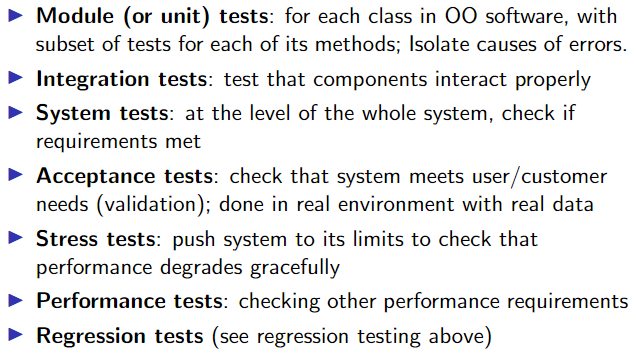 ▶ Module (or unit) tests: for each class in OO software, with
subset of tests for each of its methods; Isolate causes of errors.
▶ Integration tests: test that components interact properly
▶ System tests: at the level of the whole system, check if
requirements met
▶ Acceptance tests: check that system meets user/customer
needs (validation); done in real environment with real data
▶ Stress tests: push system to its limits to check that
performance degrades gracefully
▶ Performance tests: checking other performance requirements
▶ Regression tests (see regression testing above)